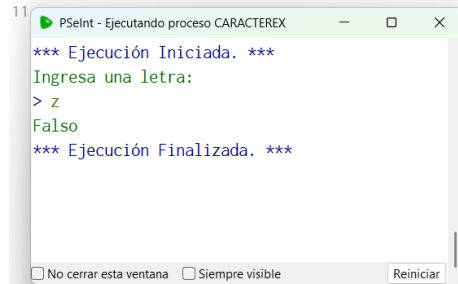 11
PSeInt - Ejecutando proceso CARACTEREX
*** Ejecución Iniciada. ***
Ingresa una letra:
> z
Falso
*** Ejecución Finalizada. ***
No cerrar esta ventana Siempre visible Reiniciar